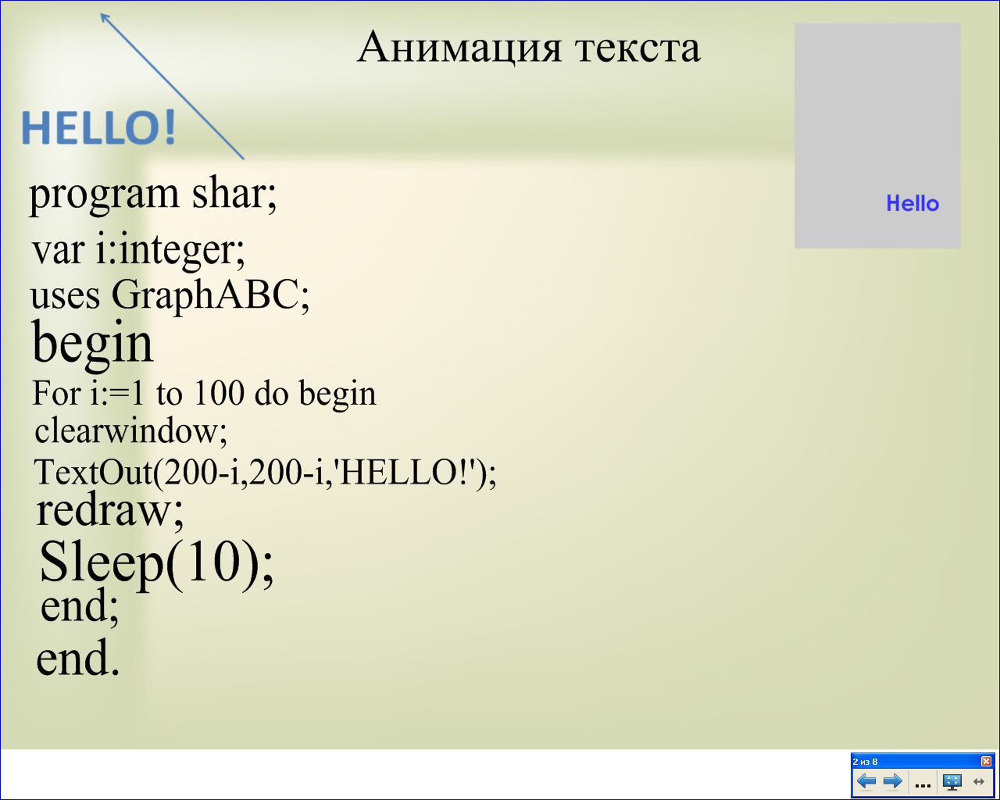 Анимация текста
HELLO!
Hello
program shar;
var i:integer;
uses GraphABC;
begin
For i:=1 to 100 do begin
clearwindow;
TextOut(200-i,200-i,'HELLO!');
redraw;
Sleep(10);
end;
end.
2 из 8
...